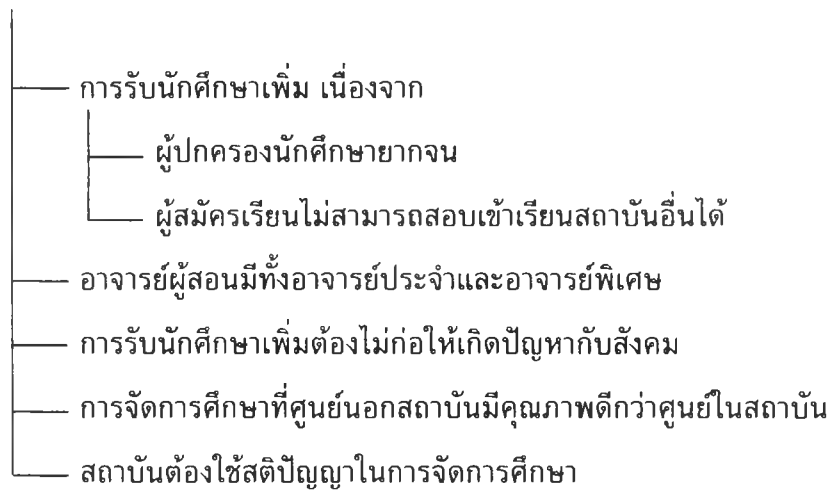 การรับนักศึกษาเพิ่ม เนื่องจาก
ผู้ปกครองนักศึกษายากจน
ผู้สมัครเรียนไม่สามารถสอบเข้าเรียนสถาบันอื่นได้
อาจารย์ผู้สอนมีทั้งอาจารย์ประจำและอาจารย์พิเศษ
การรับนักศึกษาเพิ่มต้องไม่ก่อให้เกิดปัญหากับสังคม
การจัดการศึกษาที่ศูนย์นอกสถาบันมีคุณภาพดีกว่าศูนย์ในสถาบัน
สถาบันต้องใช้สติปัญญาในการจัดการศึกษา